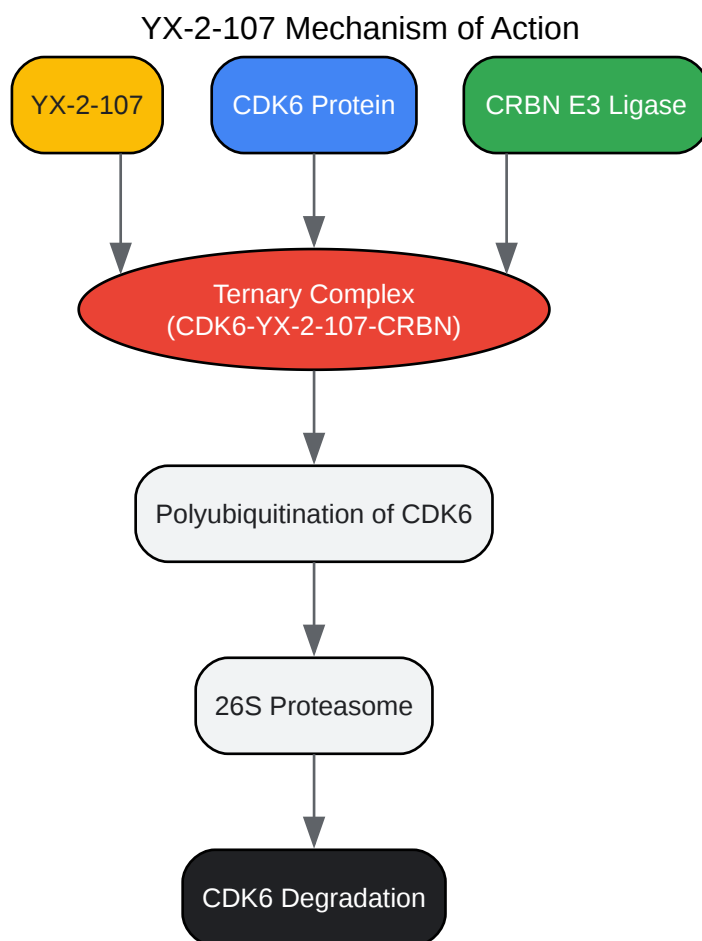 YX-2-107 Mechanism of Action
YX-2-107
CDK6 Protein
CRBN E3 Ligase
Ternary Complex
(CDK6-YX-2-107-CRBN)
Polyubiquitination of CDK6
26S Proteasome
CDK6 Degradation